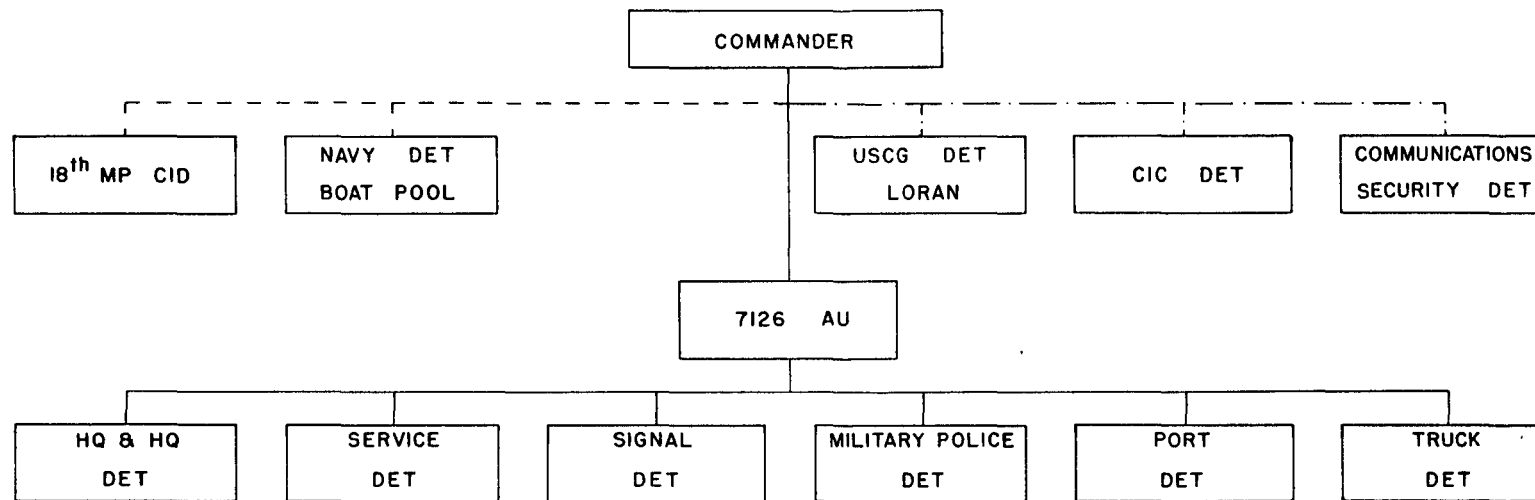 COMMANDER
18th MP CID
NAVY DET
BOAT POOL
USCG DET
LORAN
CIC DET
COMMUNICATIONS
SECURITY DET
7126 AU
HQ & HQ
DET
SERVICE
DET
SIGNAL
DET
MILITARY POLICE
DET
PORT
DET
TRUCK
DET